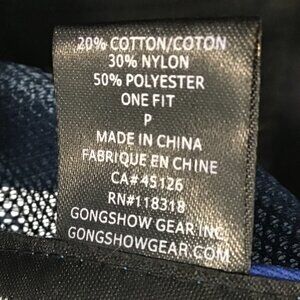 20% COTTON/COTON
30% NYLON
50% POLYESTER
ONE FIT
P
MADE IN CHINA
FABRIQUE EN CHINE
CA# 45126
RN#118318
GONGSHOW GEAR INC.
GONGSHOWGEAR.COM